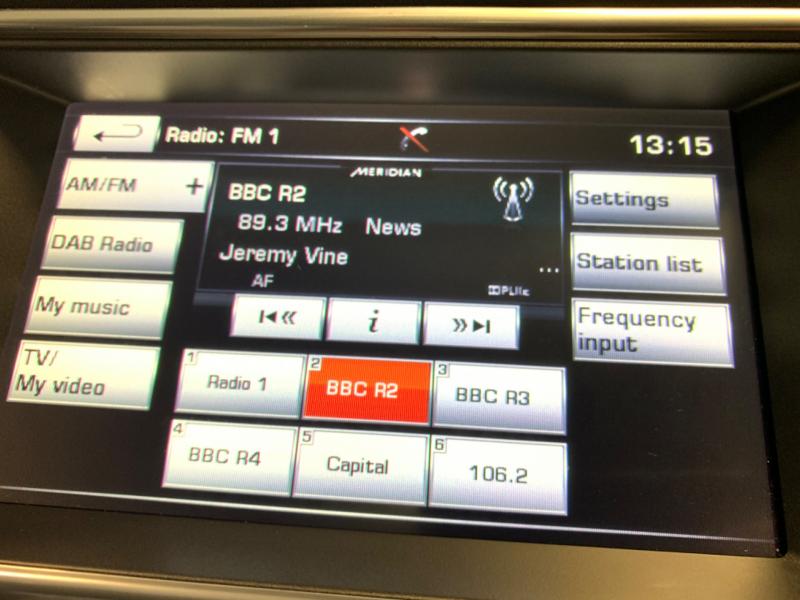 Radio: FM 1
13:15
AM/FM +
MERIDIAN
BBC R2
89.3 MHz News
Jeremy Vine
...
AF
PLIIx
Settings
DAB Radio
Station list
My music
i
Frequency
input
TV/
My video
1 Radio 1
2 BBC R2
3 BBC R3
4 BBC R4
5 Capital
6 106.2